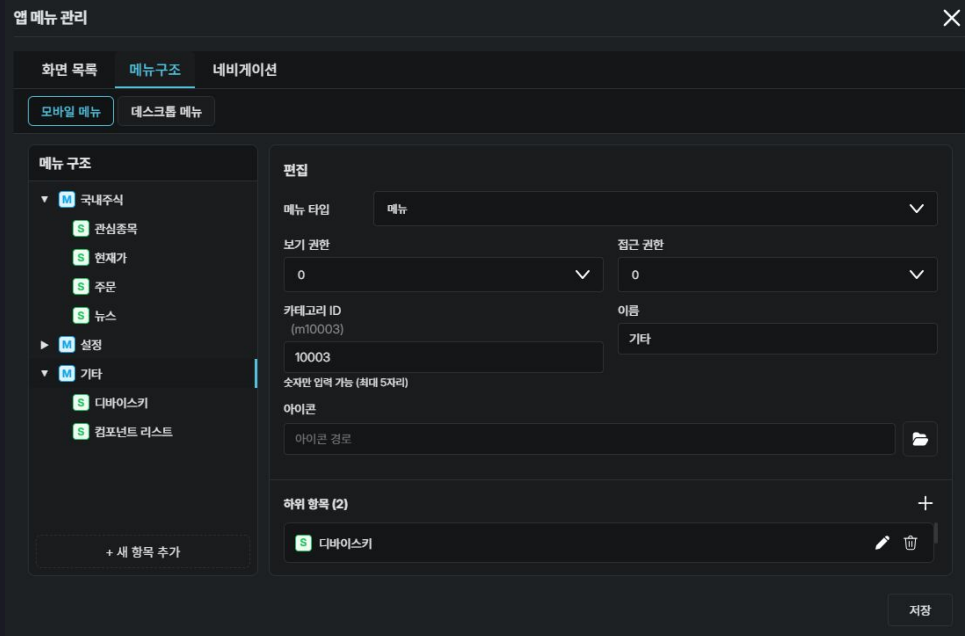 앱 메뉴 관리
화면 목록 메뉴구조 네비게이션
모바일 메뉴 데스크톱 메뉴
메뉴 구조
▼ M 국내주식
S 관심종목
S 현재가
S 주문
S 뉴스
▶ M 설정
▼ M 기타
S 디바이스키
S 컴포넌트 리스트
+ 새 항목 추가
편집
메뉴 타입 메뉴
보기 권한 접근 권한
0 0
카테고리 ID 이름
(m10003)
10003 기타
숫자만 입력 가능 (최대 5자리)
아이콘
아이콘 경로
하위 항목 (2)
S 디바이스키
저장